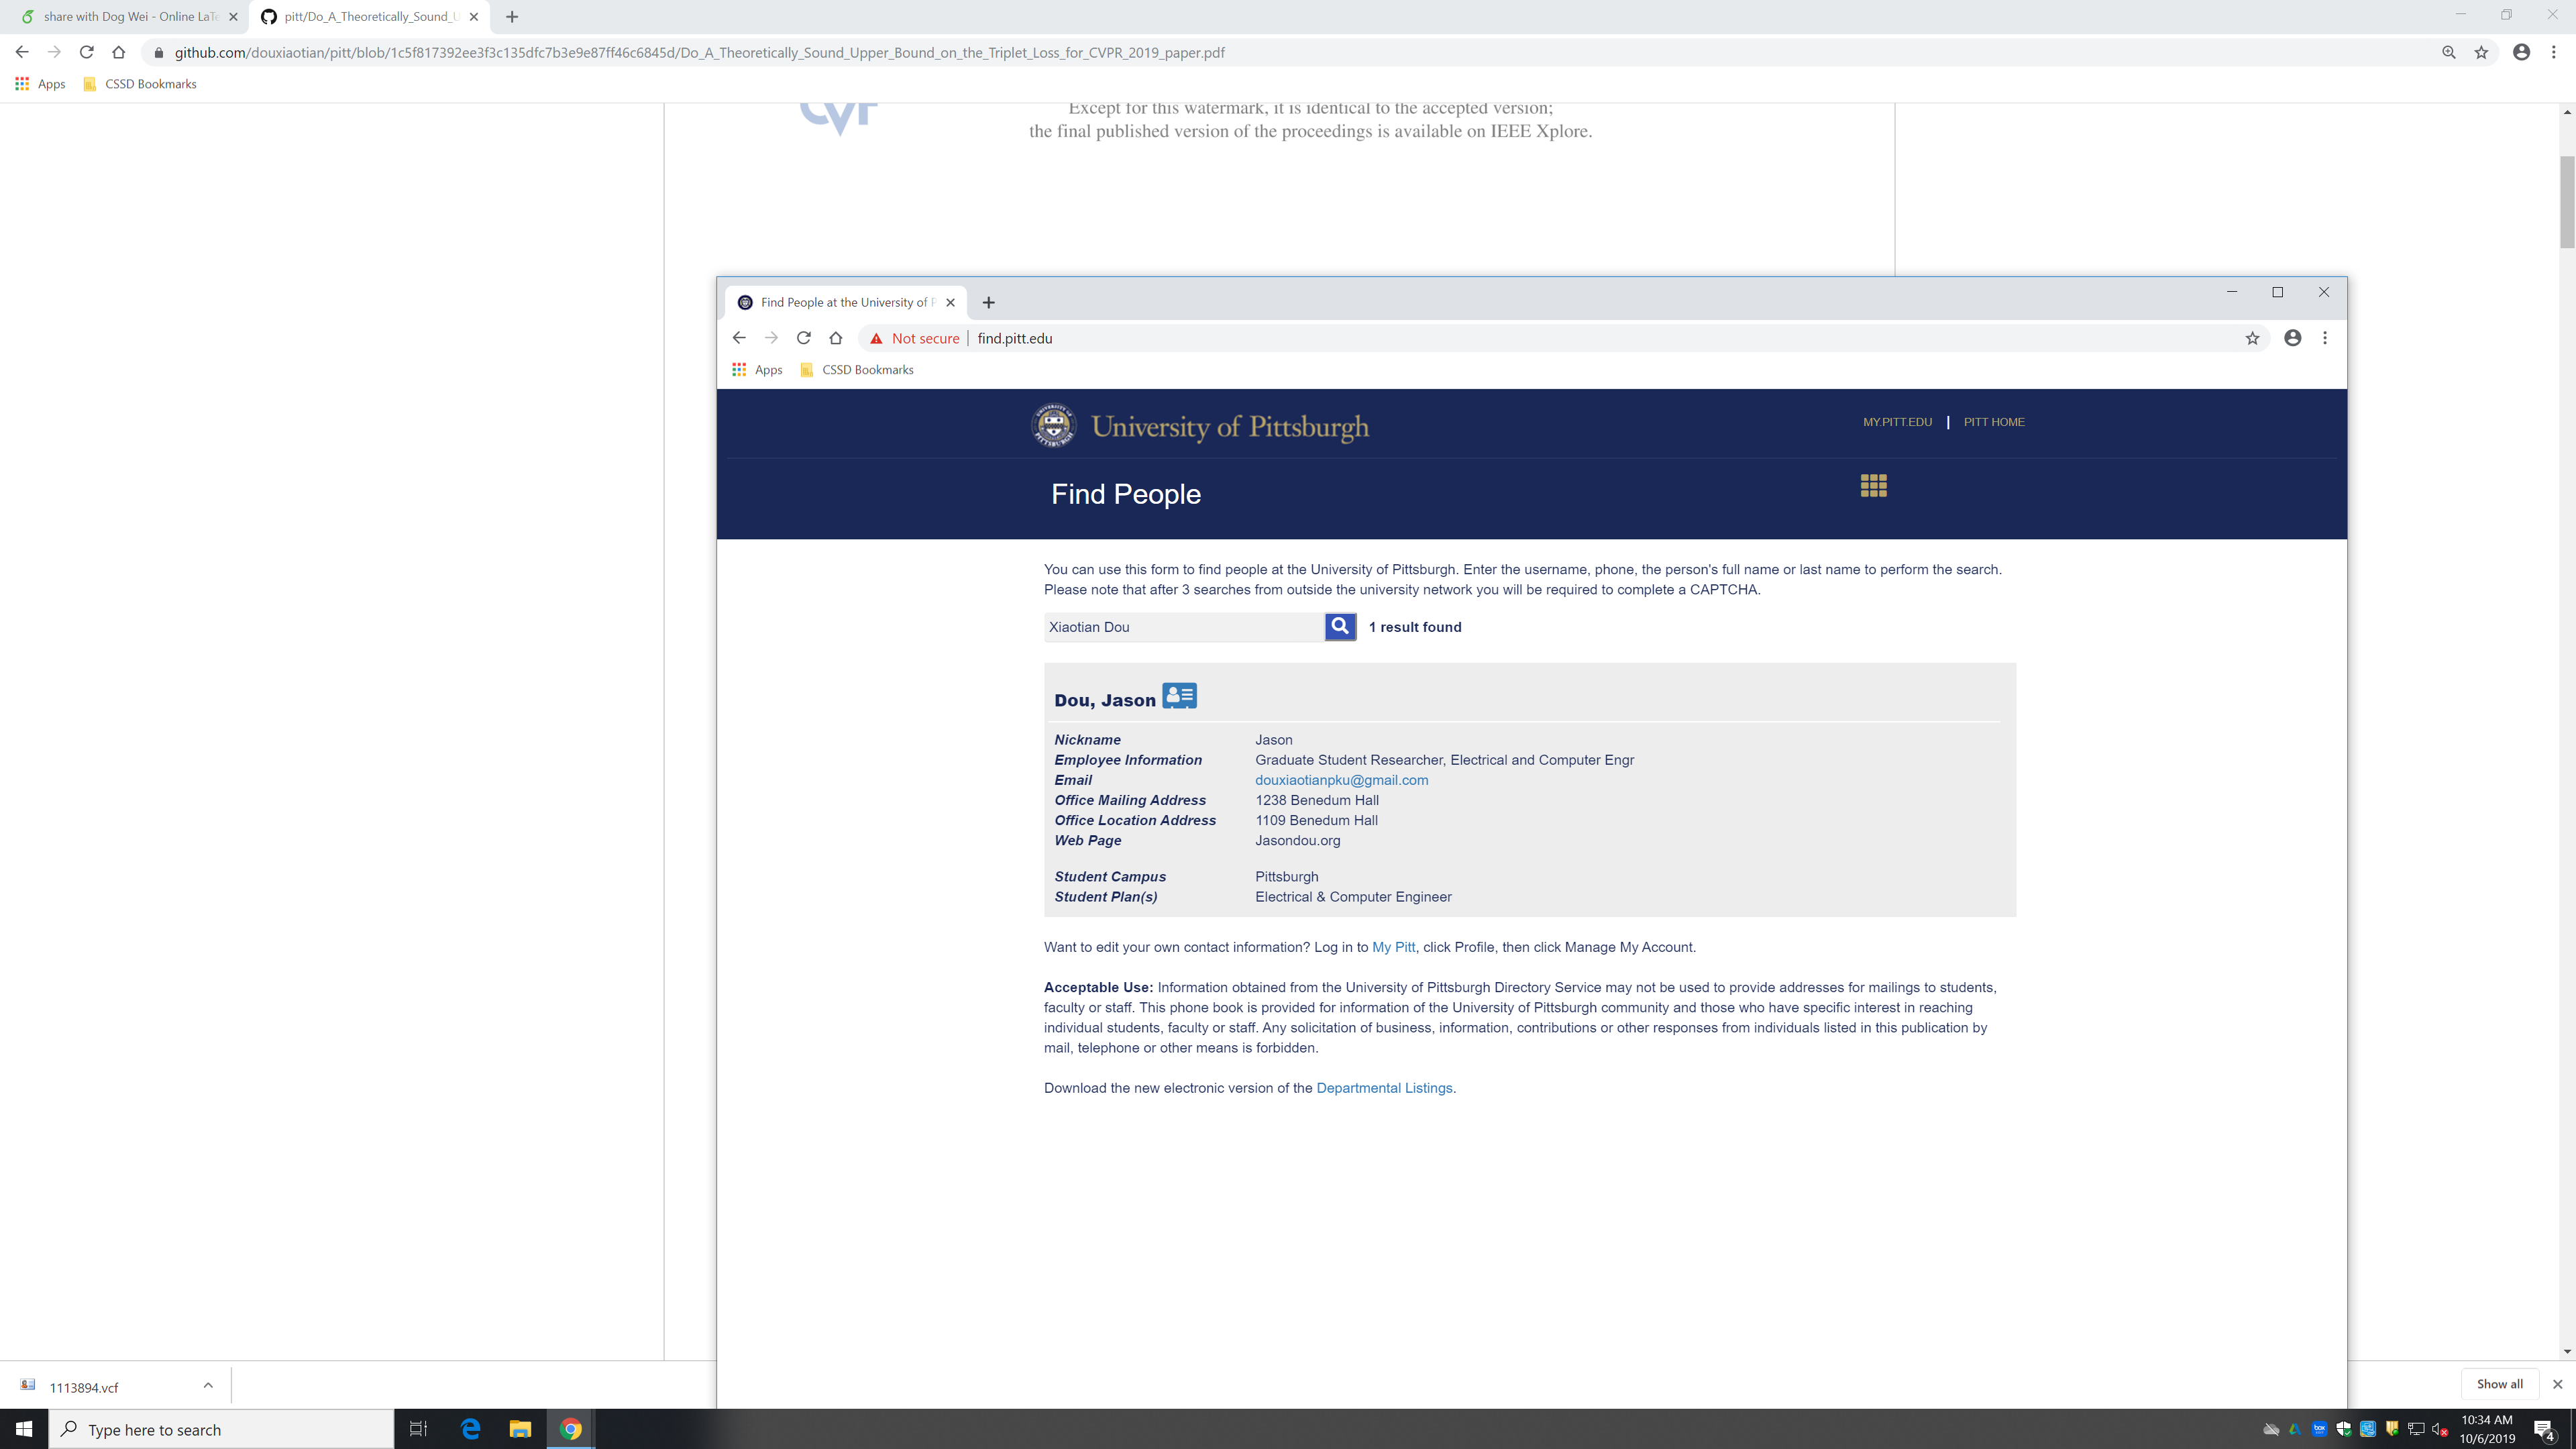 share with Dog Wei - Online LaTe
pitt/Do_A_Theoretically_Sound_U
github.com/douxiaotian/pitt/blob/1c5f817392ee3f3c135dfc7b3e9e87ff46c6845d/Do_A_Theoretically_Sound_Upper_Bound_on_the_Triplet_Loss_for_CVPR_2019_paper.pdf
Apps
CSSD Bookmarks
CVF
Except for this watermark, it is identical to the accepted version;
the final published version of the proceedings is available on IEEE Xplore.
Find People at the University of P
Not secure
find.pitt.edu
Apps
CSSD Bookmarks
University of Pittsburgh
MY.PITT.EDU
PITT HOME
Find People
You can use this form to find people at the University of Pittsburgh. Enter the username, phone, the person's full name or last name to perform the search.
Please note that after 3 searches from outside the university network you will be required to complete a CAPTCHA.
Xiaotian Dou
1 result found
Dou, Jason
Nickname Jason
Employee Information Graduate Student Researcher, Electrical and Computer Engr
Email douxiaotianpku@gmail.com
Office Mailing Address 1238 Benedum Hall
Office Location Address 1109 Benedum Hall
Web Page Jasondou.org
Student Campus Pittsburgh
Student Plan(s) Electrical & Computer Engineer
Want to edit your own contact information? Log in to My Pitt, click Profile, then click Manage My Account.
Acceptable Use: Information obtained from the University of Pittsburgh Directory Service may not be used to provide addresses for mailings to students,
faculty or staff. This phone book is provided for information of the University of Pittsburgh community and those who have specific interest in reaching
individual students, faculty or staff. Any solicitation of business, information, contributions or other responses from individuals listed in this publication by
mail, telephone or other means is forbidden.
Download the new electronic version of the Departmental Listings.
1113894.vcf
Show all
Type here to search
10:34 AM
10/6/2019
4